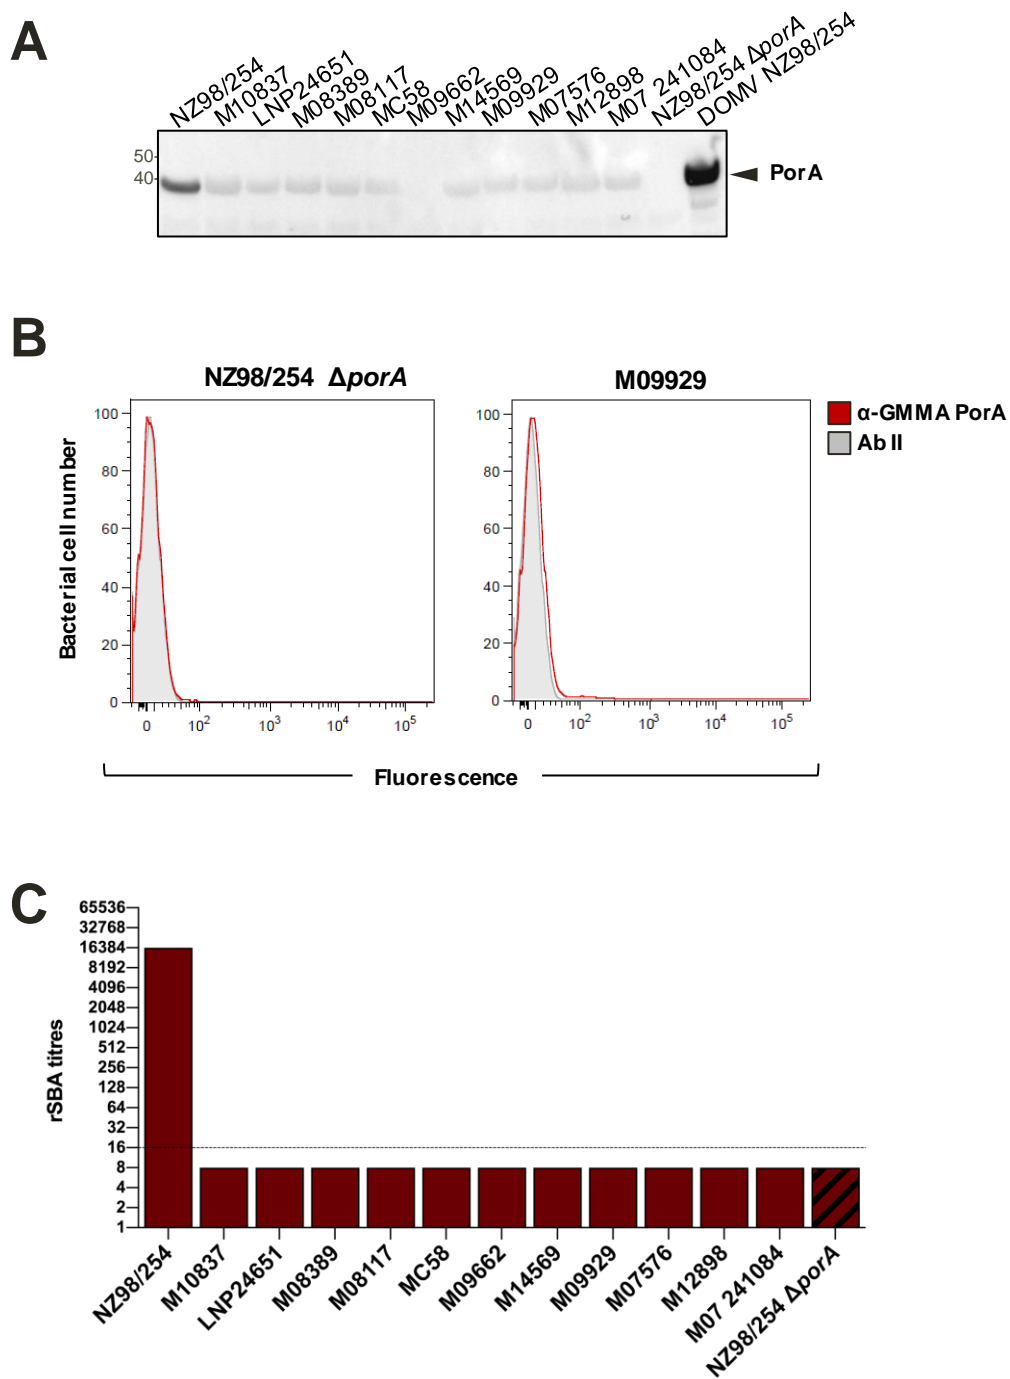 A
NZ98/254
M10837
LNP24651
M08389
M08117
MC58
M09662
M14569
M09929
M07576
M12898
M07 241084
NZ98/254 ΔporA
DOMV NZ98/254
50
40
PorA
B
NZ98/254 ΔporA
M09929
α-GMMA PorA
Ab II
Bacterial cell number
100
80
60
40
20
0
0 10² 10³ 10⁴ 10⁵
100
80
60
40
20
0
0 10² 10³ 10⁴ 10⁵
Fluorescence
C
rSBA titres
65536
32768
16384
8192
4096
2048
1024
512
256
128
64
32
16
8
4
2
1
NZ98/254
M10837
LNP24651
M08389
M08117
MC58
M09662
M14569
M09929
M07576
M12898
M07 241084
NZ98/254 ΔporA